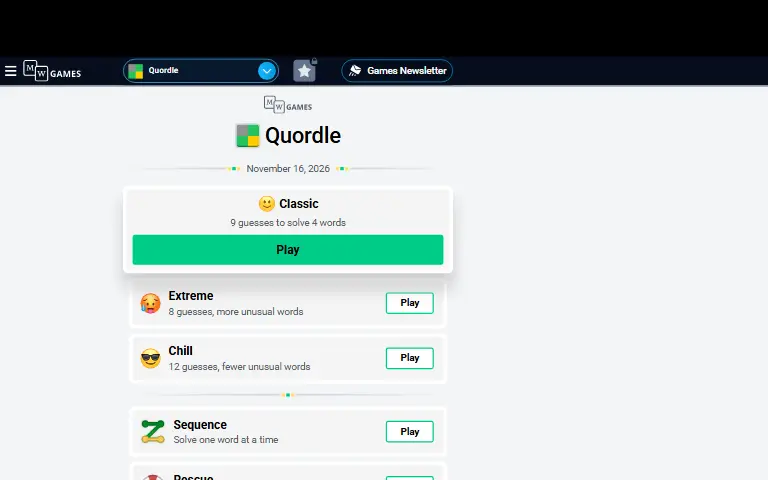 M W GAMES
Quordle
Games Newsletter
M W GAMES
Quordle
November 16, 2026
Classic
9 guesses to solve 4 words
Play
Extreme
8 guesses, more unusual words
Play
Chill
12 guesses, fewer unusual words
Play
Sequence
Solve one word at a time
Play
Rescue